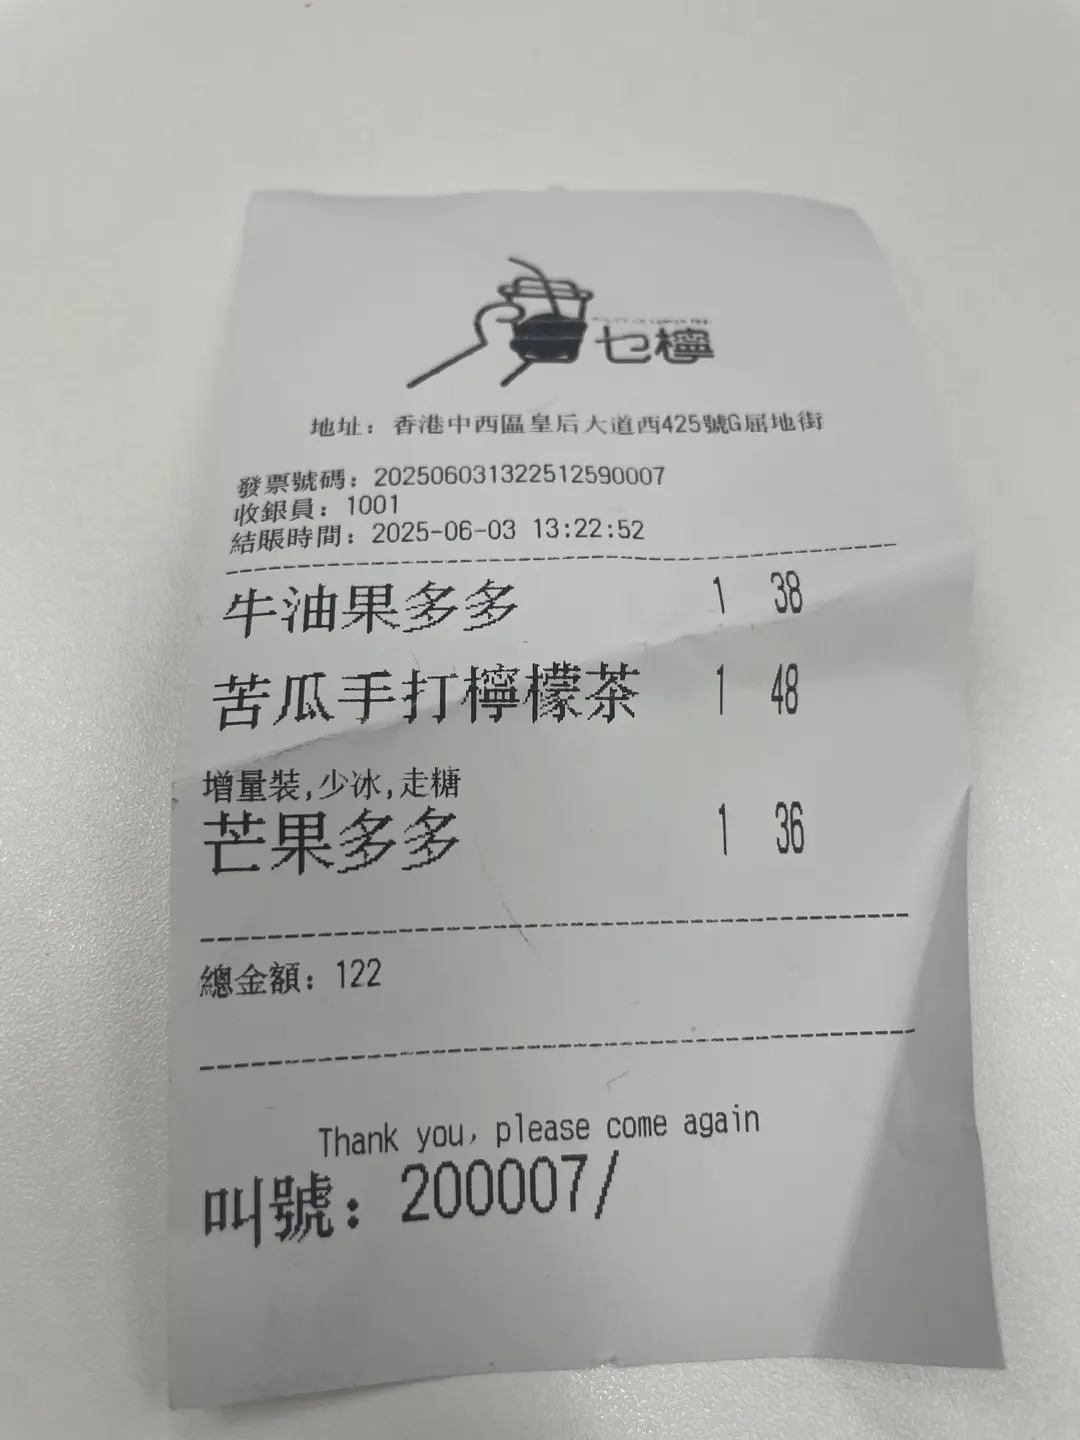 乜檸
地址：香港中西區皇后大道西425號G屈地街
發票號碼：202506031322512590007
收銀員：1001
結賬時間：2025-06-03 13:22:52
牛油果多多 1 38
苦瓜手打檸檬茶 1 48
增量裝,少冰,走糖
芒果多多 1 36
總金額：122
Thank you, please come again
叫號：200007/